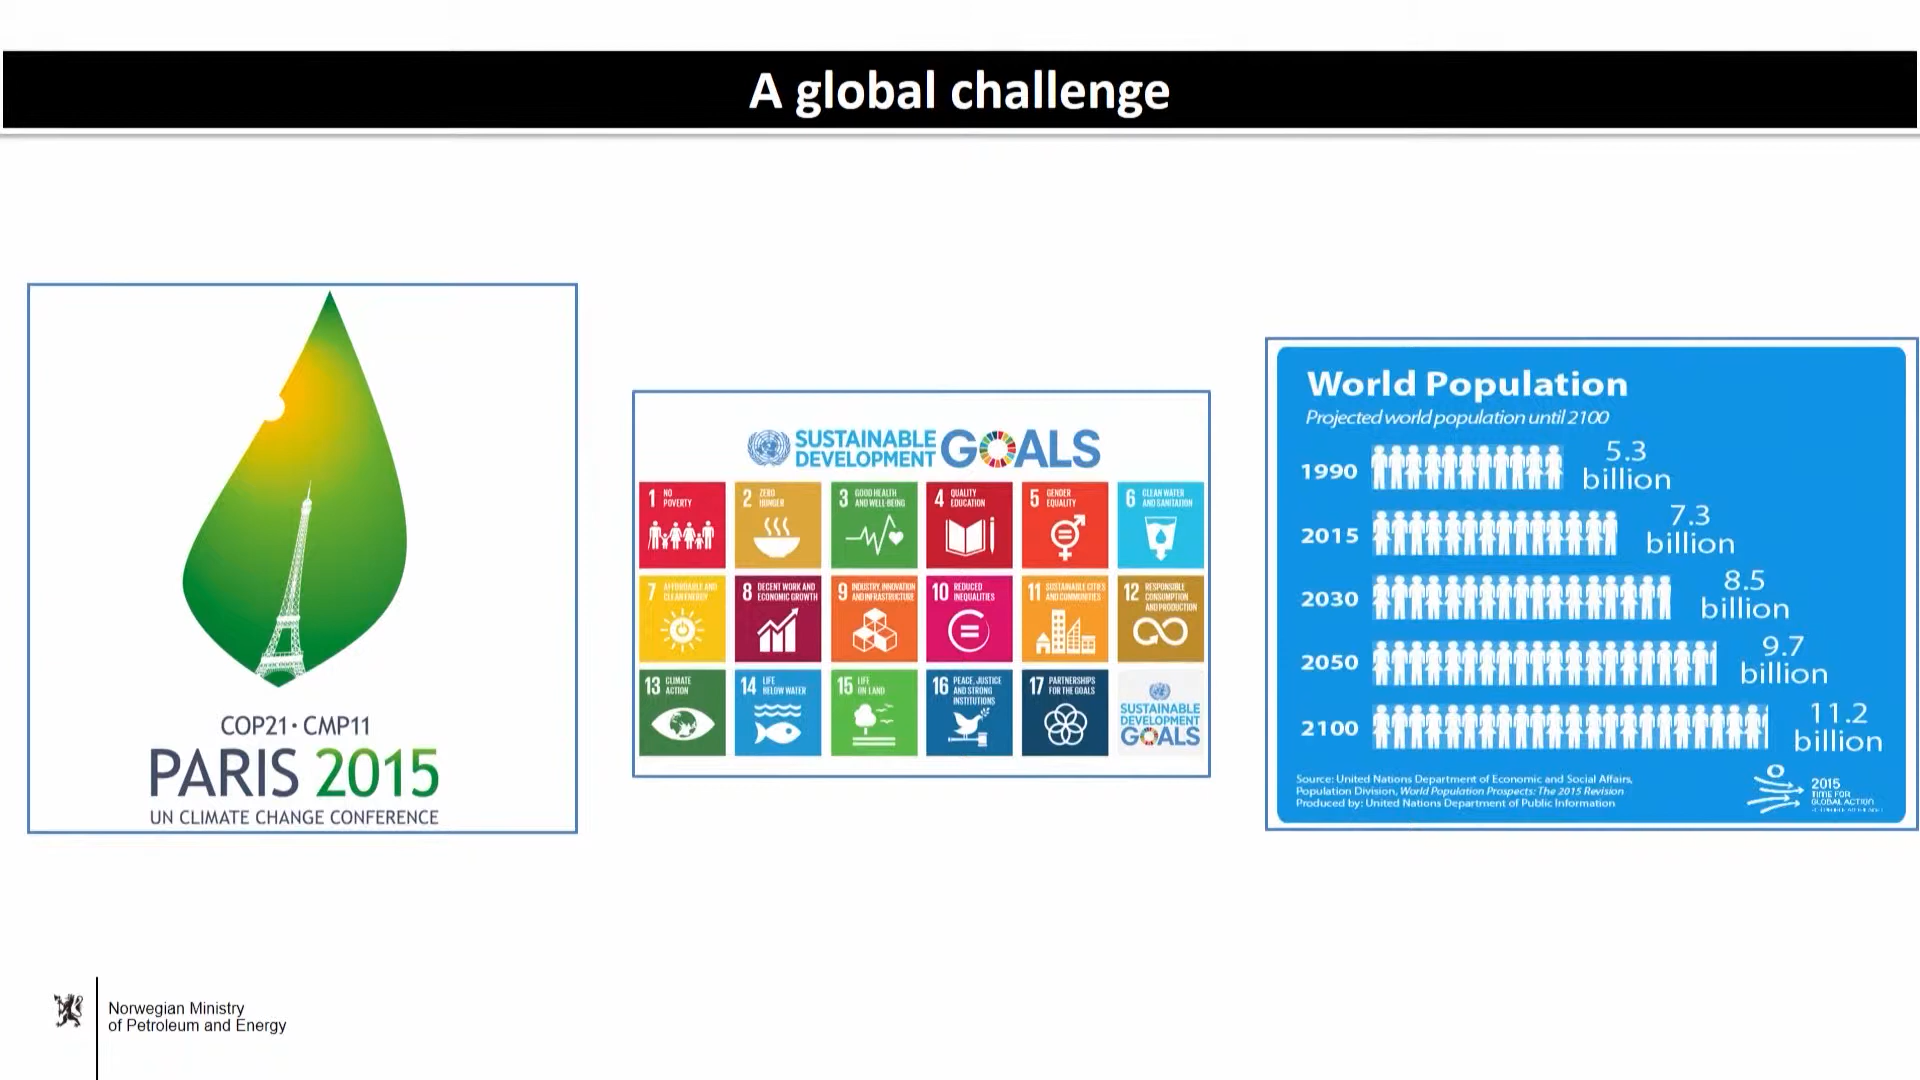 A global challenge
COP21 · CMP11
PARIS 2015
UN CLIMATE CHANGE CONFERENCE
SUSTAINABLE
DEVELOPMENT
GOALS
1 NO
POVERTY
2 ZERO
HUNGER
3 GOOD HEALTH
AND WELL-BEING
4 QUALITY
EDUCATION
5 GENDER
EQUALITY
6 CLEAN WATER
AND SANITATION
7 AFFORDABLE AND
CLEAN ENERGY
8 DECENT WORK AND
ECONOMIC GROWTH
9 INDUSTRY, INNOVATION
AND INFRASTRUCTURE
10 REDUCED
INEQUALITIES
11 SUSTAINABLE CITIES
AND COMMUNITIES
12 RESPONSIBLE
CONSUMPTION
AND PRODUCTION
13 CLIMATE
ACTION
14 LIFE
BELOW WATER
15 LIFE
ON LAND
16 PEACE, JUSTICE
AND STRONG
INSTITUTIONS
17 PARTNERSHIPS
FOR THE GOALS
SUSTAINABLE
DEVELOPMENT
GOALS
World Population
Projected world population until 2100
1990 5.3
billion
2015 7.3
billion
2030 8.5
billion
2050 9.7
billion
2100 11.2
billion
Source: United Nations Department of Economic and Social Affairs,
Population Division, World Population Prospects: The 2015 Revision
Produced by: United Nations Department of Public Information
2015
TIME FOR
GLOBAL ACTION
Norwegian Ministry
of Petroleum and Energy